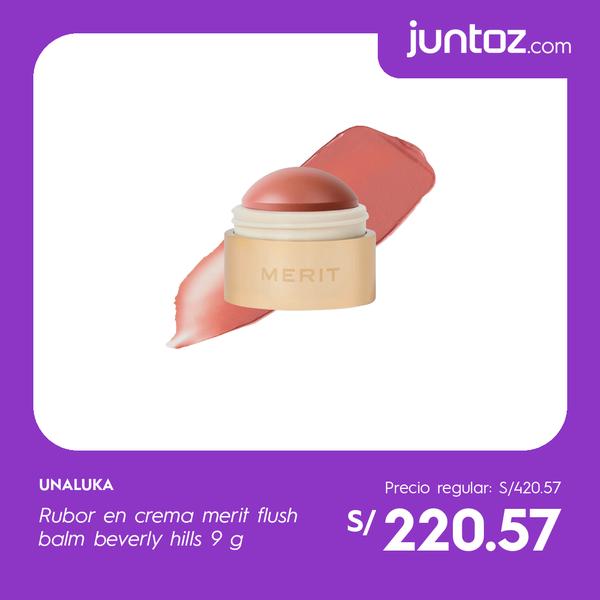 juntoz.com
MERIT
UNALUKA
Rubor en crema merit flush
balm beverly hills 9 g
Precio regular: S/420.57
S/220.57